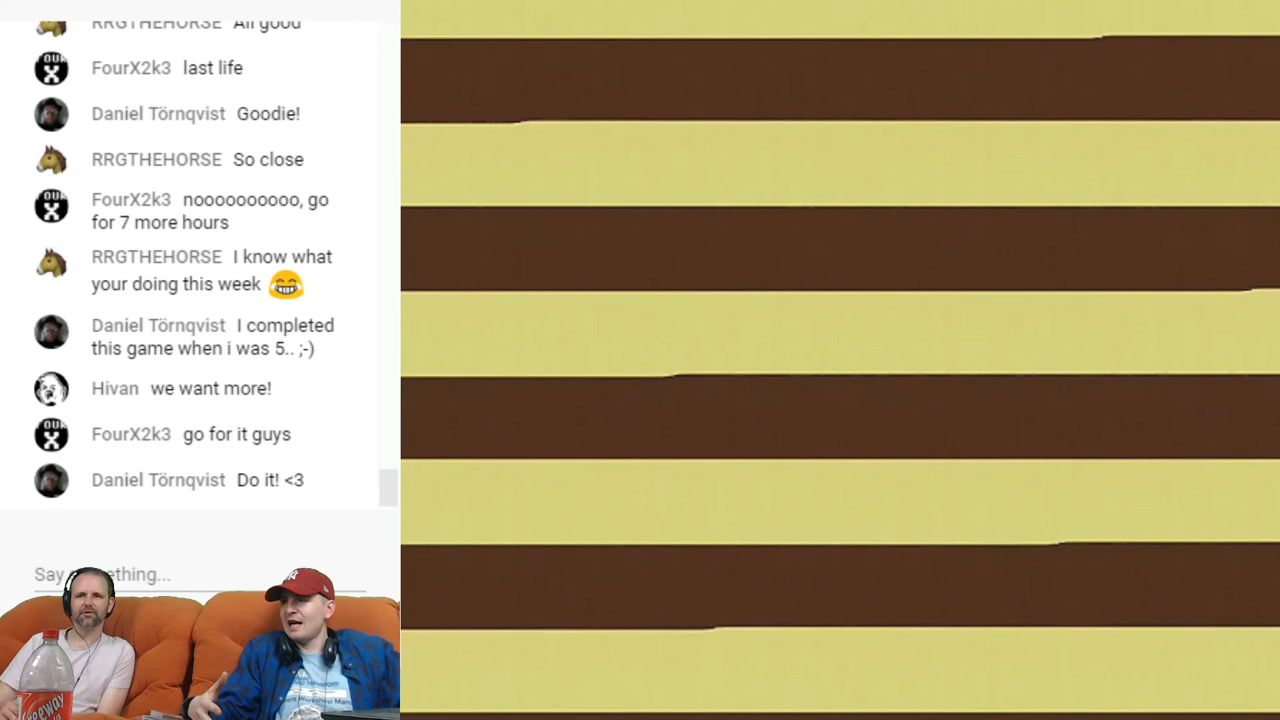 RRGTHEHORSE All good
FourX2k3 last life
Daniel Törnqvist Goodie!
RRGTHEHORSE So close
FourX2k3 noooooooooo, go
for 7 more hours
RRGTHEHORSE I know what
your doing this week 😂
Daniel Törnqvist I completed
this game when i was 5.. ;-)
Hivan we want more!
FourX2k3 go for it guys
Daniel Törnqvist Do it! <3
Say
freeway